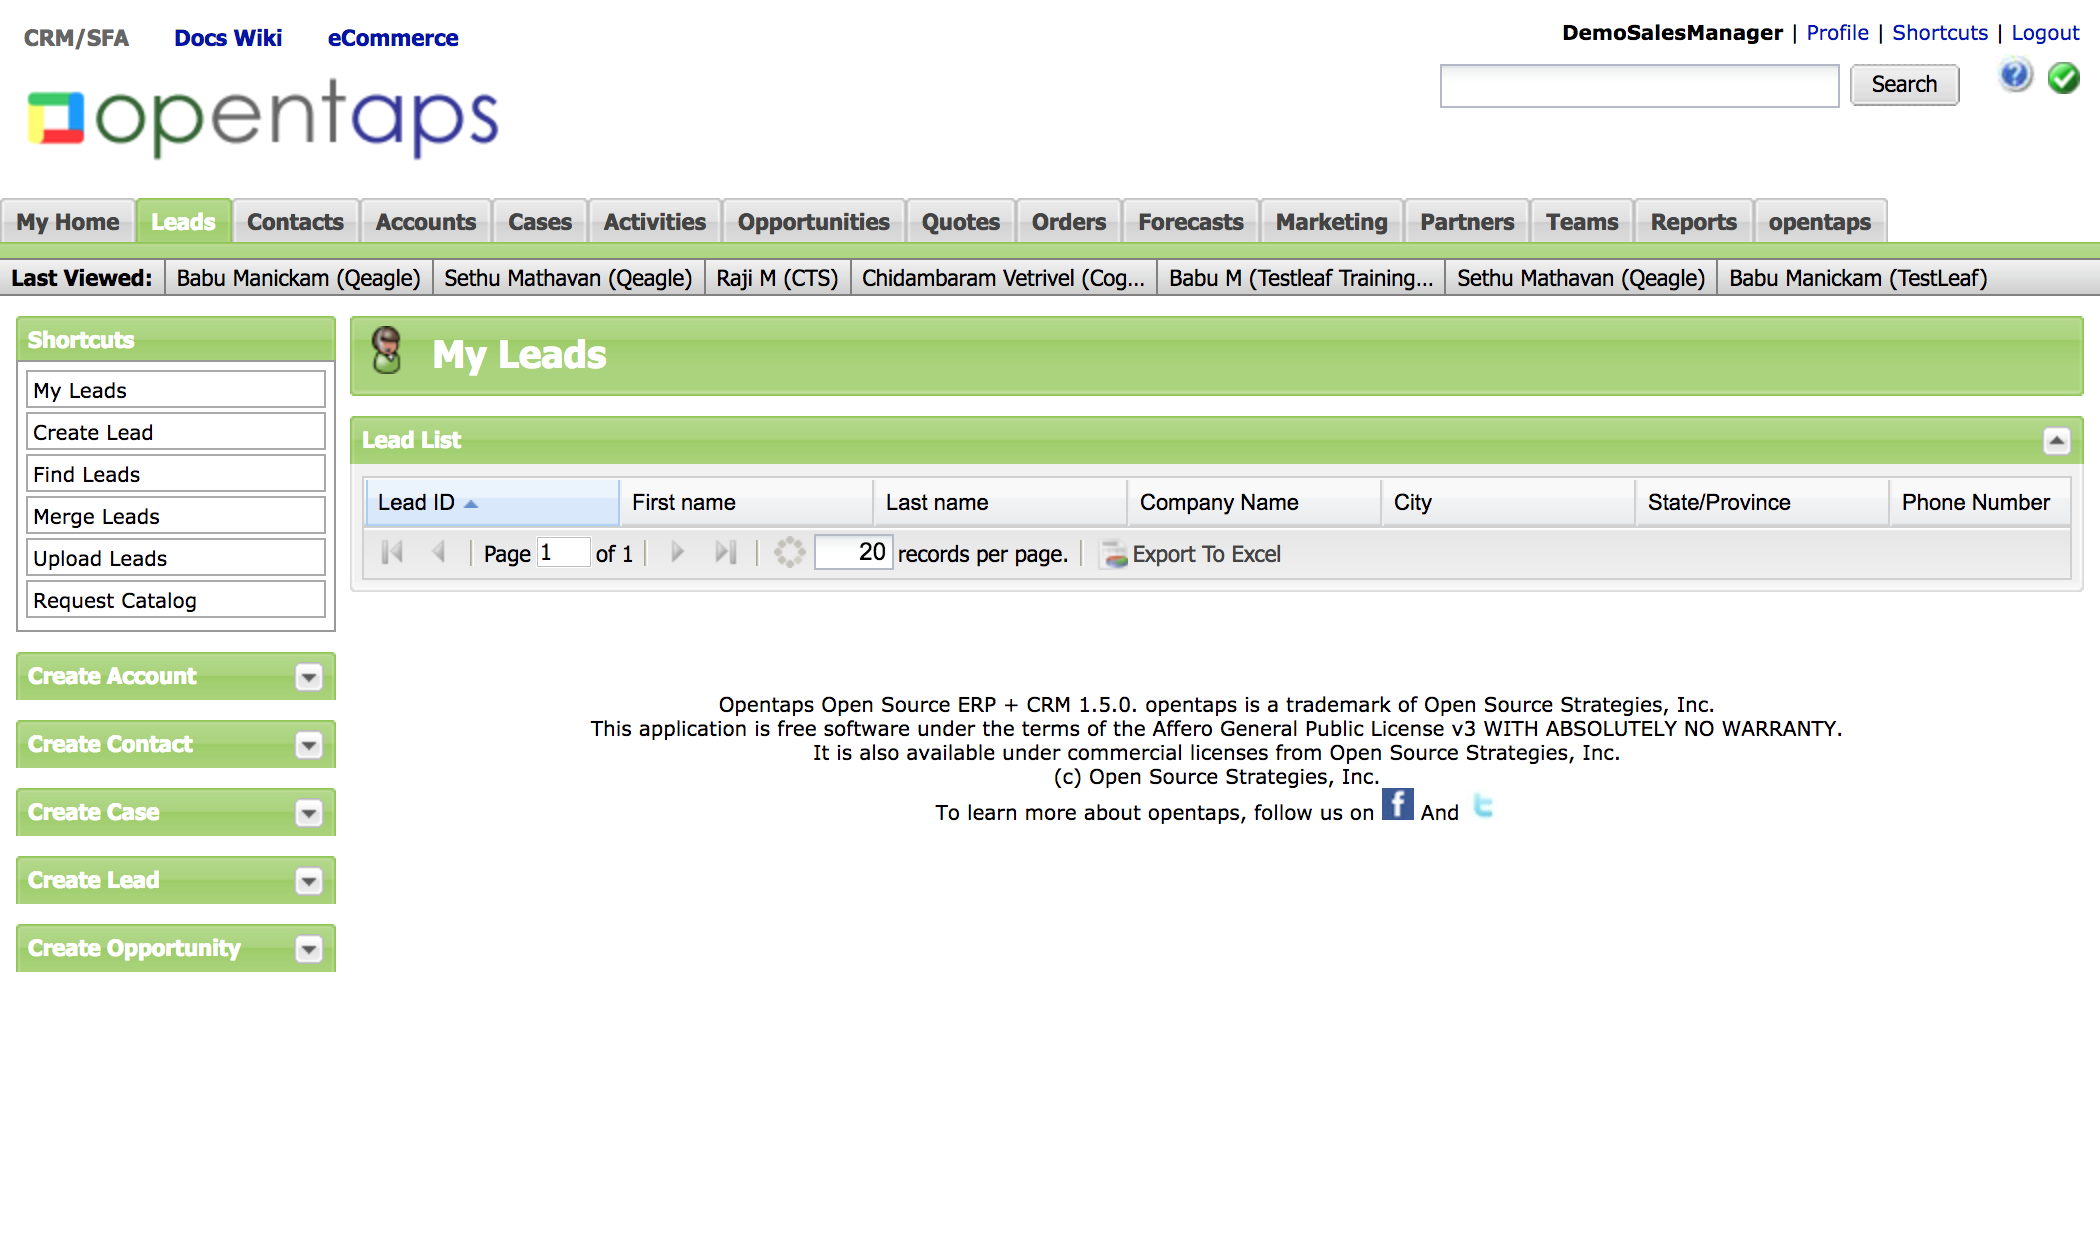 CRM/SFA Docs Wiki eCommerce
DemoSalesManager | Profile | Shortcuts | Logout
opentaps
Search
?
My Home Leads Contacts Accounts Cases Activities Opportunities Quotes Orders Forecasts Marketing Partners Teams Reports opentaps
Last Viewed: Babu Manickam (Qeagle) Sethu Mathavan (Qeagle) Raji M (CTS) Chidambaram Vetrivel (Cog... Babu M (Testleaf Training... Sethu Mathavan (Qeagle) Babu Manickam (TestLeaf)
Shortcuts
My Leads
Create Lead
Find Leads
Merge Leads
Upload Leads
Request Catalog
Create Account
Create Contact
Create Case
Create Lead
Create Opportunity
My Leads
Lead List
Lead ID First name Last name Company Name City State/Province Phone Number
Page 1 of 1 20 records per page. Export To Excel
Opentaps Open Source ERP + CRM 1.5.0. opentaps is a trademark of Open Source Strategies, Inc.
This application is free software under the terms of the Affero General Public License v3 WITH ABSOLUTELY NO WARRANTY.
It is also available under commercial licenses from Open Source Strategies, Inc.
(c) Open Source Strategies, Inc.
To learn more about opentaps, follow us on f And t